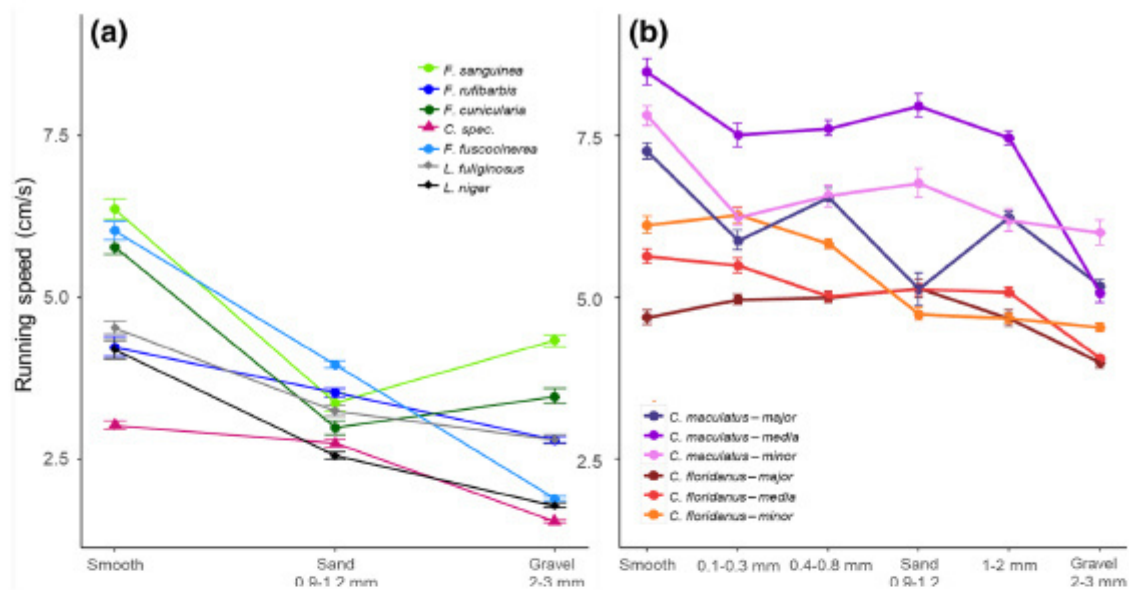 (a)
F. sanguinea
F. rufibarbis
F. cunicularia
C. spec.
F. fuscocinerea
L. fuliginosus
L. niger
7.5
5.0
2.5
Running speed (cm/s)
Smooth
Sand
0.9-1.2 mm
Gravel
2-3 mm
(b)
7.5
5.0
2.5
C. maculatus – major
C. maculatus – media
C. maculatus – minor
C. floridanus – major
C. floridanus – media
C. floridanus – minor
Smooth
0.1-0.3 mm
0.4-0.8 mm
Sand
0.9-1.2
1-2 mm
Gravel
2-3 mm